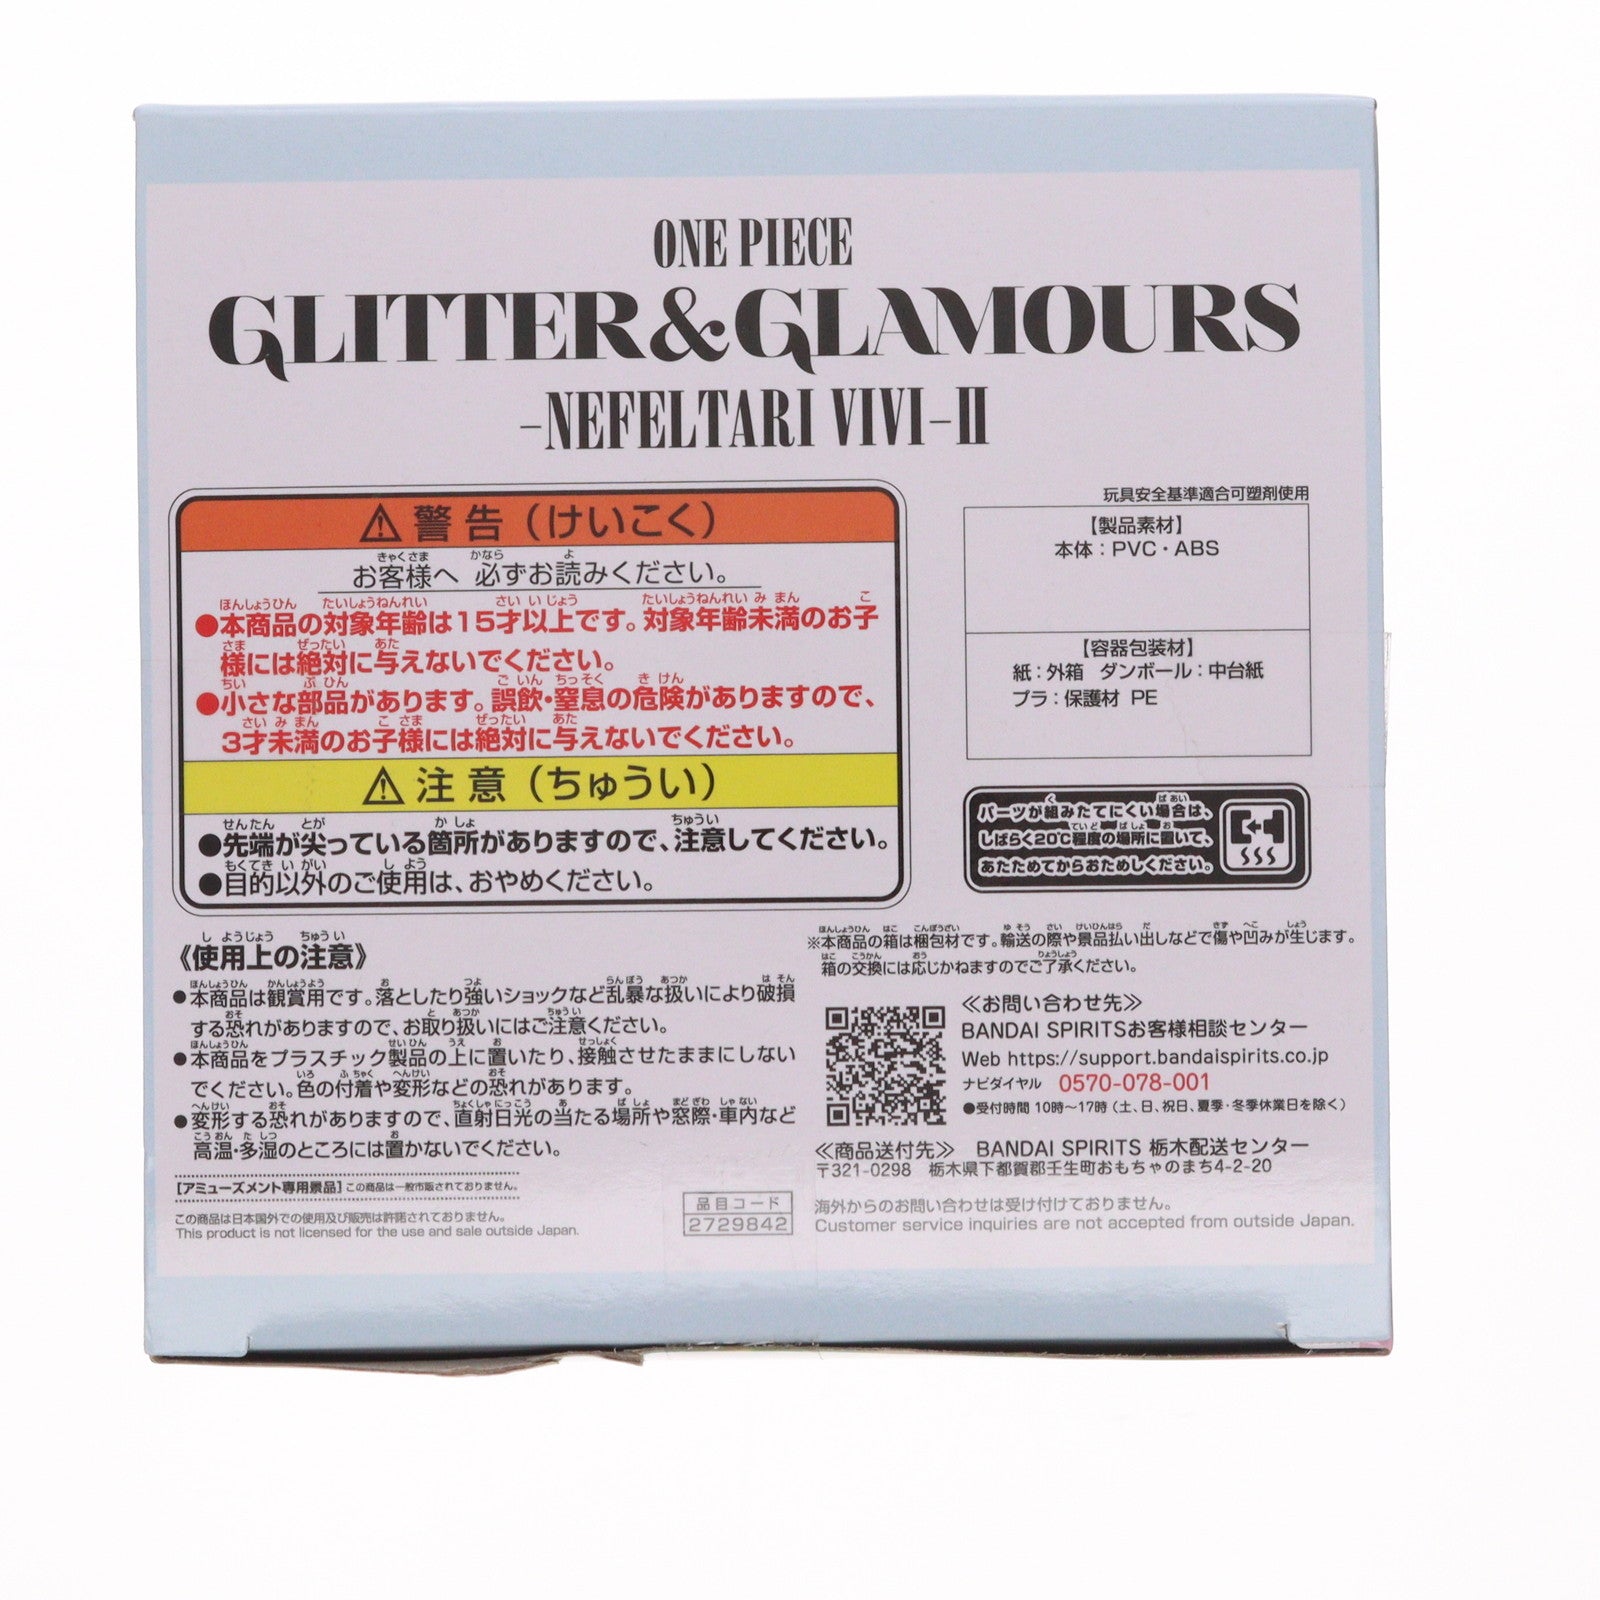 ONE PIECE
GLITTER&GLAMOURS
-NEFELTARI VIVI-II
⚠警告（けいこく）
お客様へ 必ずお読みください。
●本商品の対象年齢は15才以上です。対象年齢未満のお子
様には絶対に与えないでください。
●小さな部品があります。誤飲・窒息の危険がありますので、
3才未満のお子様には絶対に与えないでください。
⚠注意（ちゅうい）
●先端が尖っている箇所がありますので、注意してください。
●目的以外のご使用は、おやめください。
玩具安全基準適合可塑剤使用
【製品素材】
本体：PVC・ABS
【容器包装材】
紙：外箱 ダンボール：中台紙
プラ：保護材 PE
パーツが組みたてにくい場合は、
しばらく20℃程度の場所に置いて、
あたためてからおためしください。
《使用上の注意》
●本商品は観賞用です。落としたり強いショックなど乱暴な扱いにより破損
する恐れがありますので、お取り扱いにはご注意ください。
●本商品をプラスチック製品の上に置いたり、接触させたままにしない
でください。色の付着や変形などの恐れがあります。
●変形する恐れがありますので、直射日光の当たる場所や窓際・車内など
高温・多湿のところには置かないでください。
［アミューズメント専用景品］この商品は一般市販されておりません。
この商品は日本国外での使用及び販売は許諾されておりません。
This product is not licensed for the use and sale outside Japan.
品目コード
2729842
※本商品の箱は梱包材です。輸送の際や景品払い出しなどで傷や凹みが生じます。
箱の交換には応じかねますのでご了承ください。
≪お問い合わせ先≫
BANDAI SPIRITSお客様相談センター
Web https://support.bandaispirits.co.jp
ナビダイヤル 0570-078-001
●受付時間 10時～17時（土、日、祝日、夏季・冬季休業日を除く）
≪商品送付先≫ BANDAI SPIRITS 栃木配送センター
〒321-0298 栃木県下都賀郡壬生町おもちゃのまち4-2-20
海外からのお問い合わせは受け付けておりません。
Customer service inquiries are not accepted from outside Japan.